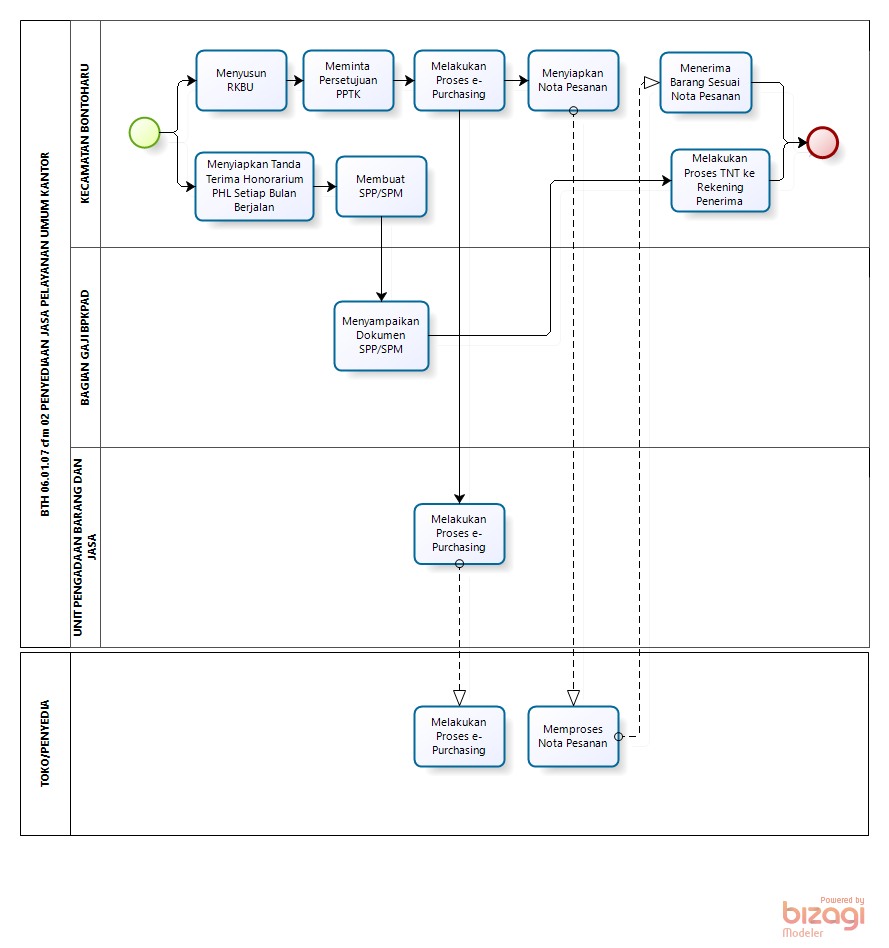 BTH 06.01.07 cfm 02 PENYEDIAAN JASA PELAYANAN UMUM KANTOR
KECAMATAN BONTOHARU
Menyusun
RKBU
Meminta
Persetujuan
PPTK
Melakukan
Proses e-
Purchasing
Menyiapkan
Nota Pesanan
Menerima
Barang Sesuai
Nota Pesanan
Menyiapkan Tanda
Terima Honorarium
PHL Setiap Bulan
Berjalan
Membuat
SPP/SPM
Melakukan
Proses TNT ke
Rekening
Penerima
BAGIAN GAJI BPKPAD
Menyampaikan
Dokumen
SPP/SPM
UNIT PENGADAAN BARANG DAN
JASA
Melakukan
Proses e-
Purchasing
TOKO/PENYEDIA
Melakukan
Proses e-
Purchasing
Memproses
Nota Pesanan
Powered by
bizagi
Modeler